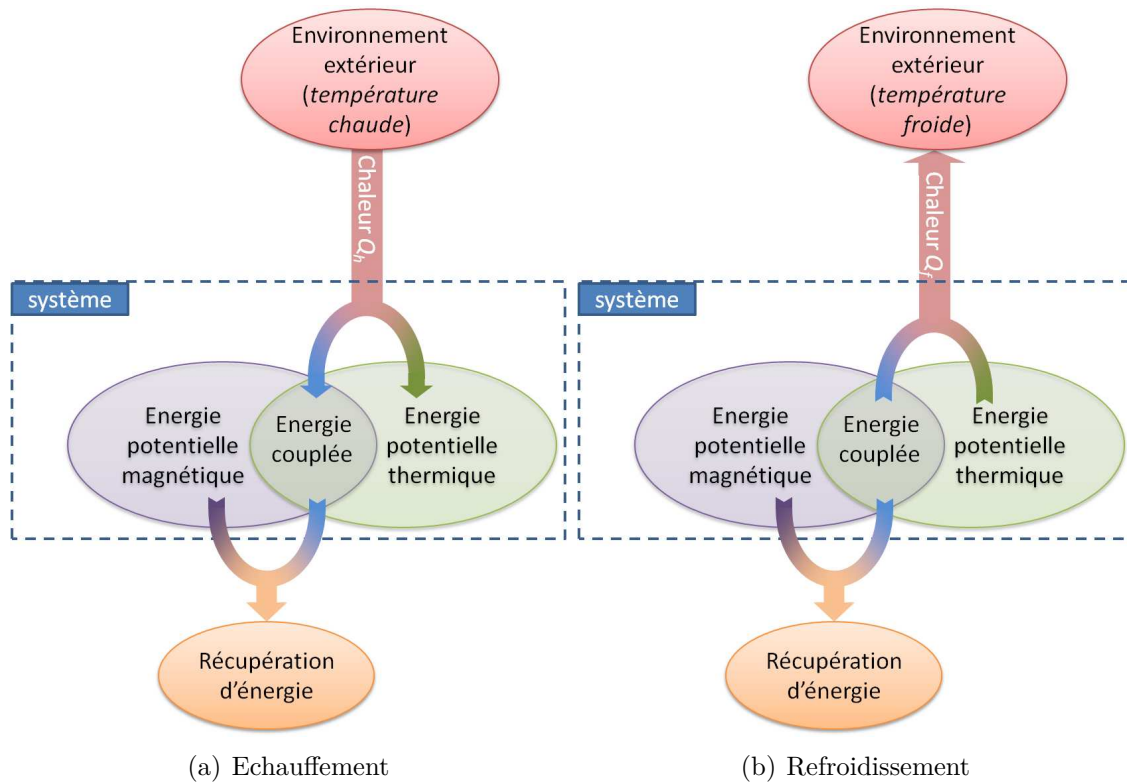 Environnement
extérieur
(température
chaude)
Chaleur Qh
système
Energie
potentielle
magnétique
Energie
couplée
Energie
potentielle
thermique
Récupération
d'énergie
(a) Echauffement
Environnement
extérieur
(température
froide)
Chaleur Qf
système
Energie
potentielle
magnétique
Energie
couplée
Energie
potentielle
thermique
Récupération
d'énergie
(b) Refroidissement